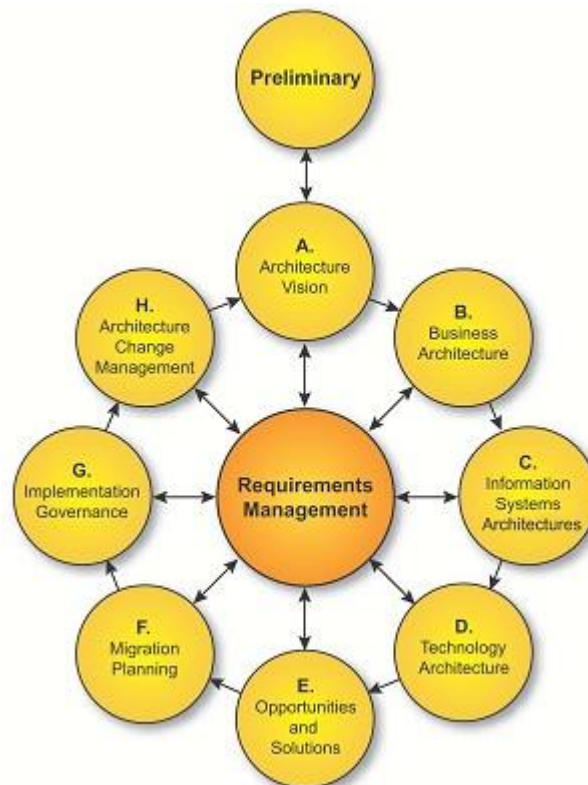 Preliminary
A.
Architecture
Vision
B.
Business
Architecture
C.
Information
Systems
Architectures
D.
Technology
Architecture
E.
Opportunities
and
Solutions
F.
Migration
Planning
G.
Implementation
Governance
H.
Architecture
Change
Management
Requirements
Management